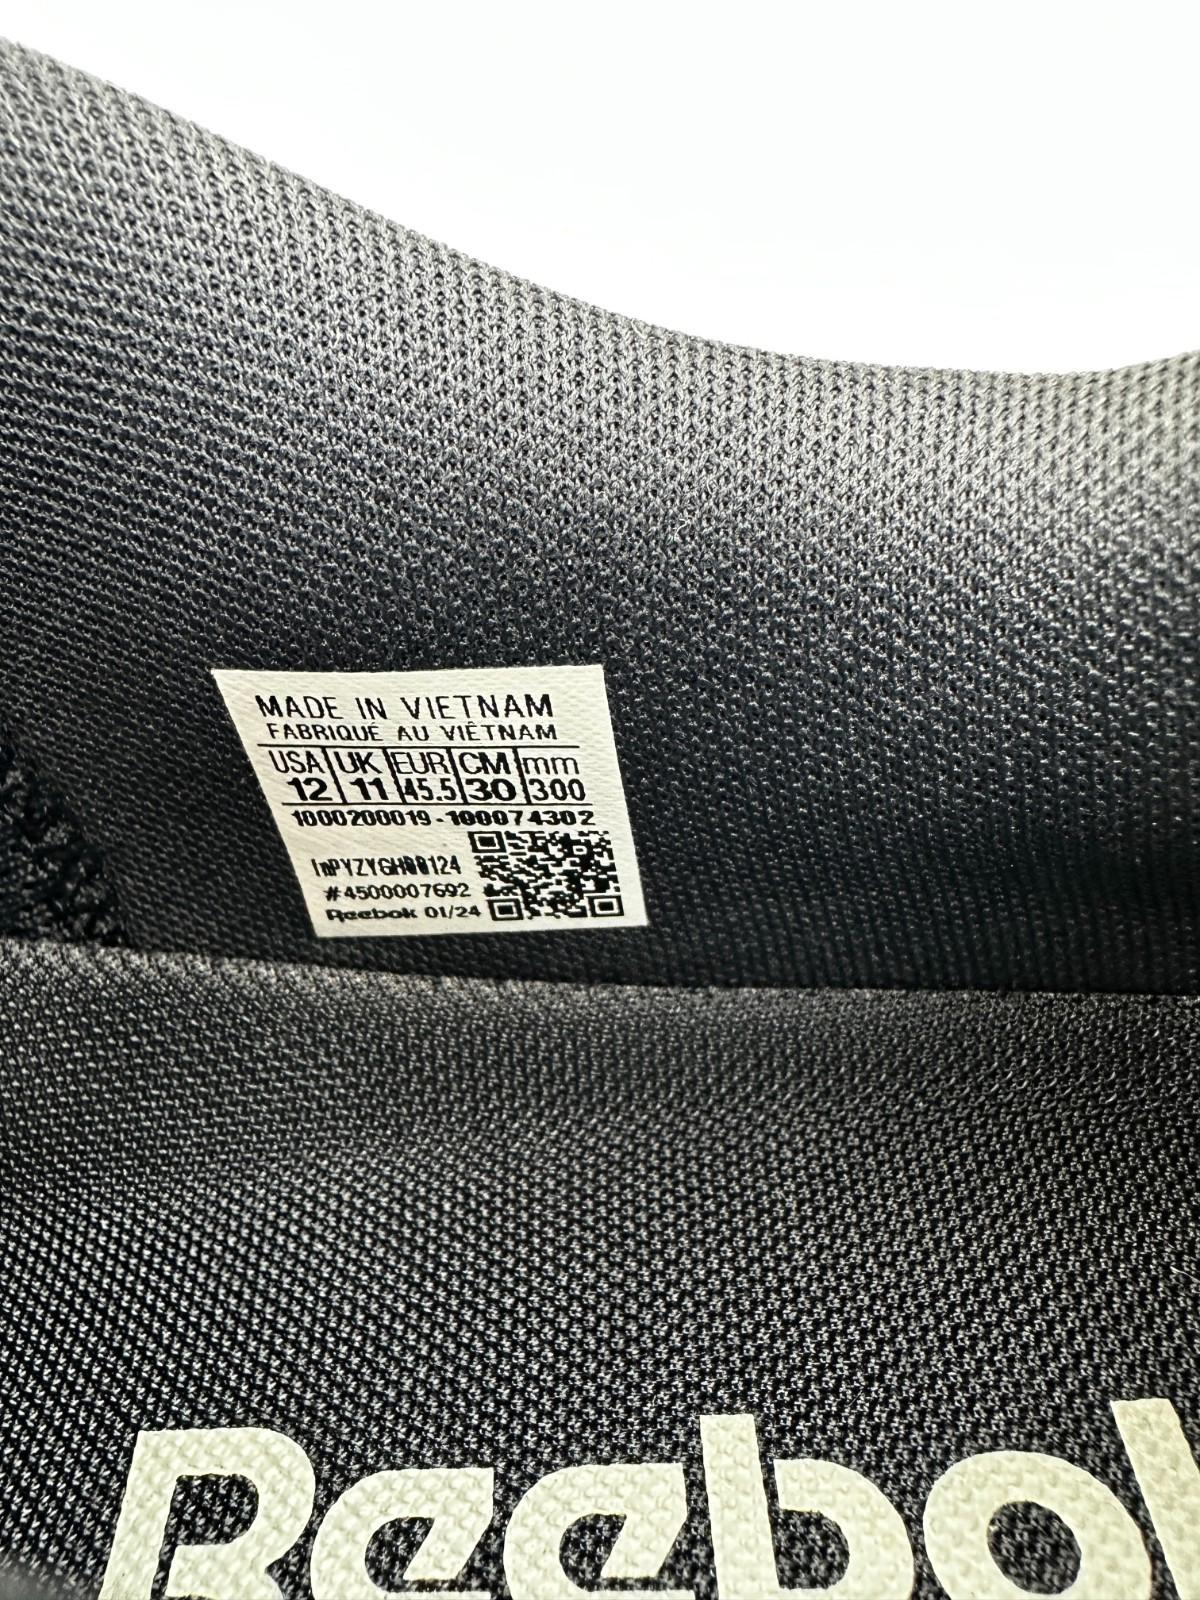 MADE IN VIETNAM
FABRIQUÉ AU VIÊTNAM
USA UK EUR CM mm
12 11 45.5 30 300
1000200019-100074302
#4500007692
Reebok 01/24
Reebok